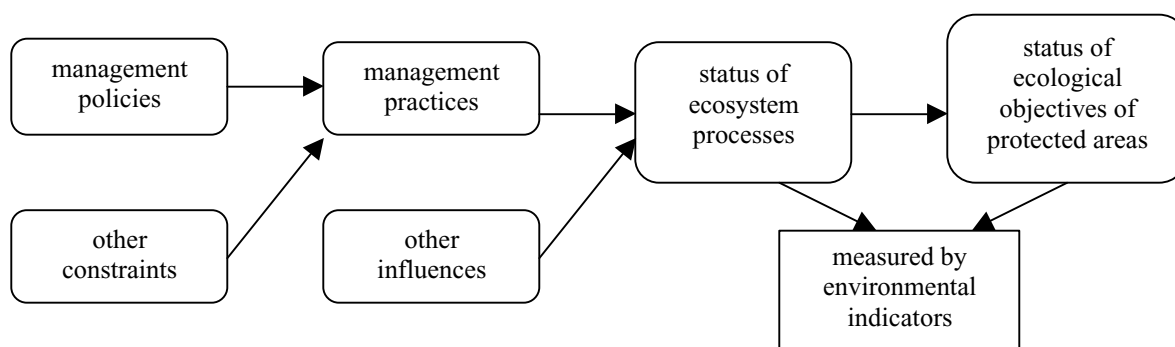 management
policies
management
practices
status of
ecosystem
processes
status of
ecological
objectives of
protected areas
other
constraints
other
influences
measured by
environmental
indicators